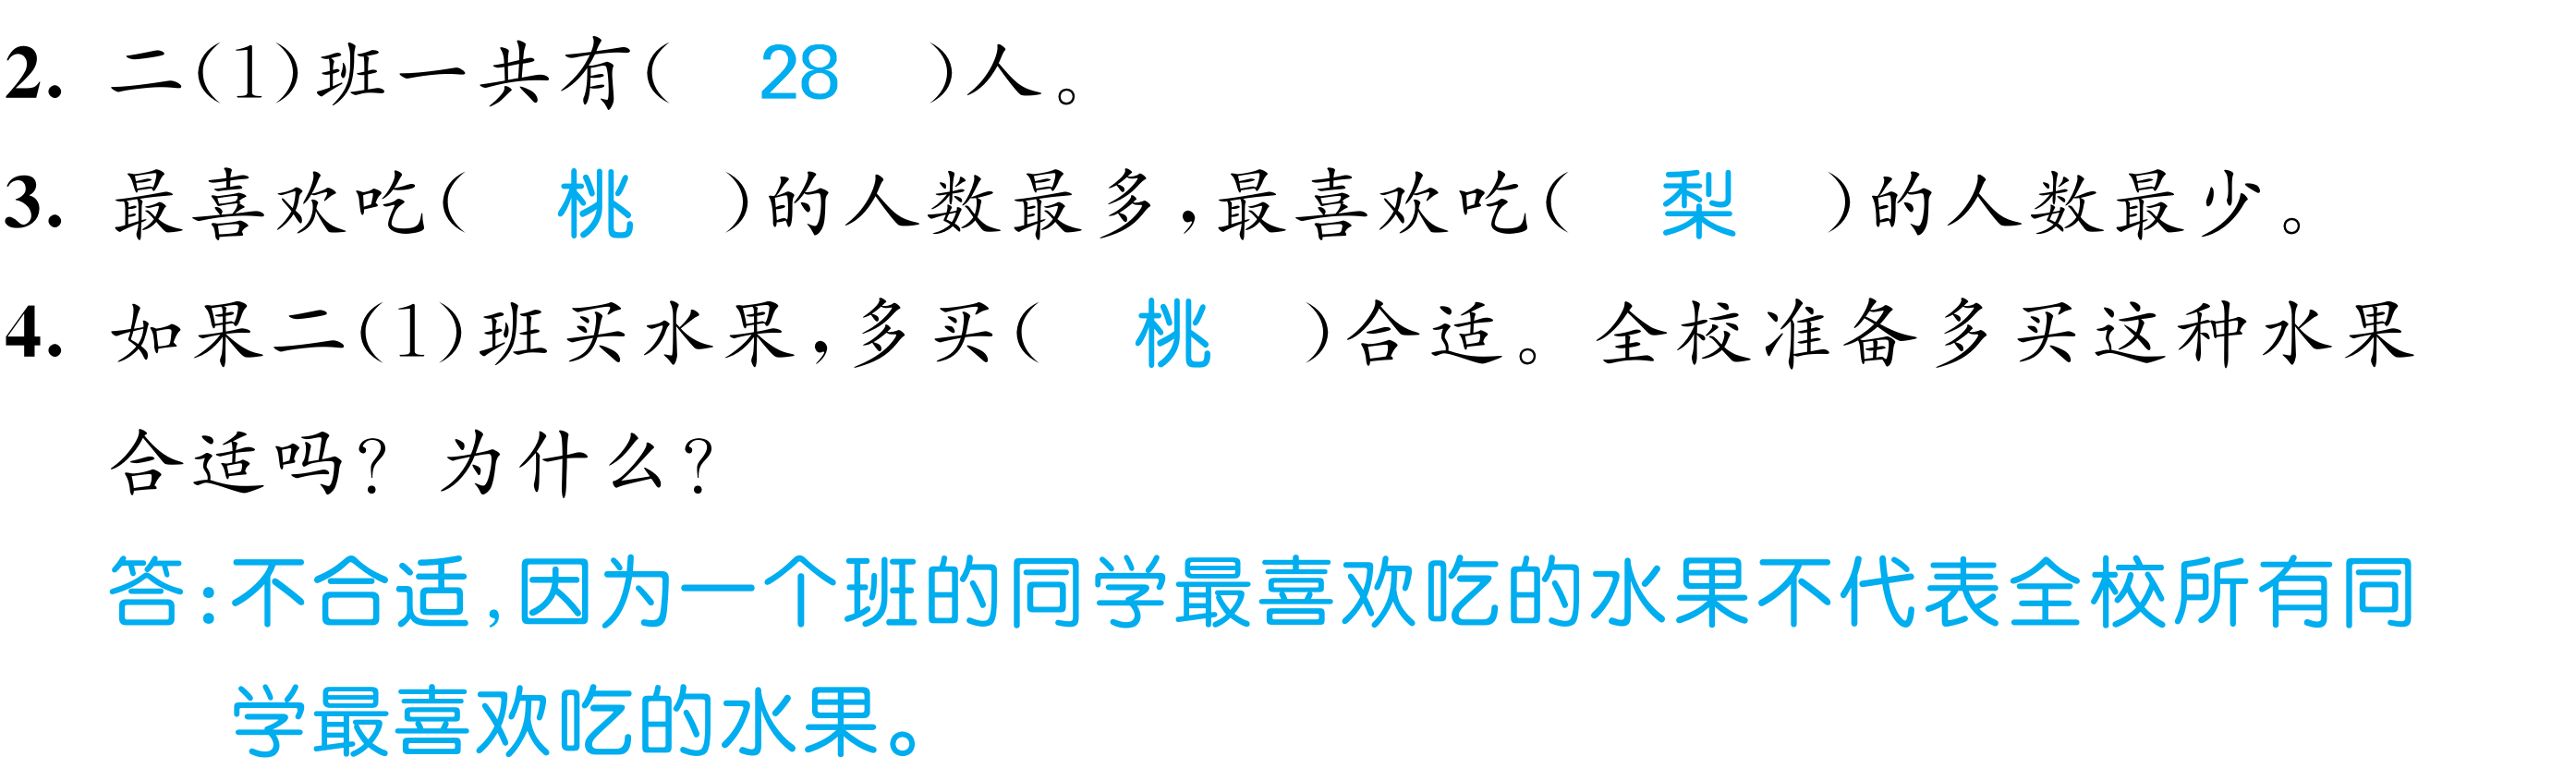 2. 二(1)班一共有( 28 )人。
3. 最喜欢吃( 桃 )的人数最多,最喜欢吃( 梨 )的人数最少。
4. 如果二(1)班买水果,多买( 桃 )合适。全校准备多买这种水果
合适吗？为什么？
答:不合适,因为一个班的同学最喜欢吃的水果不代表全校所有同
学最喜欢吃的水果。